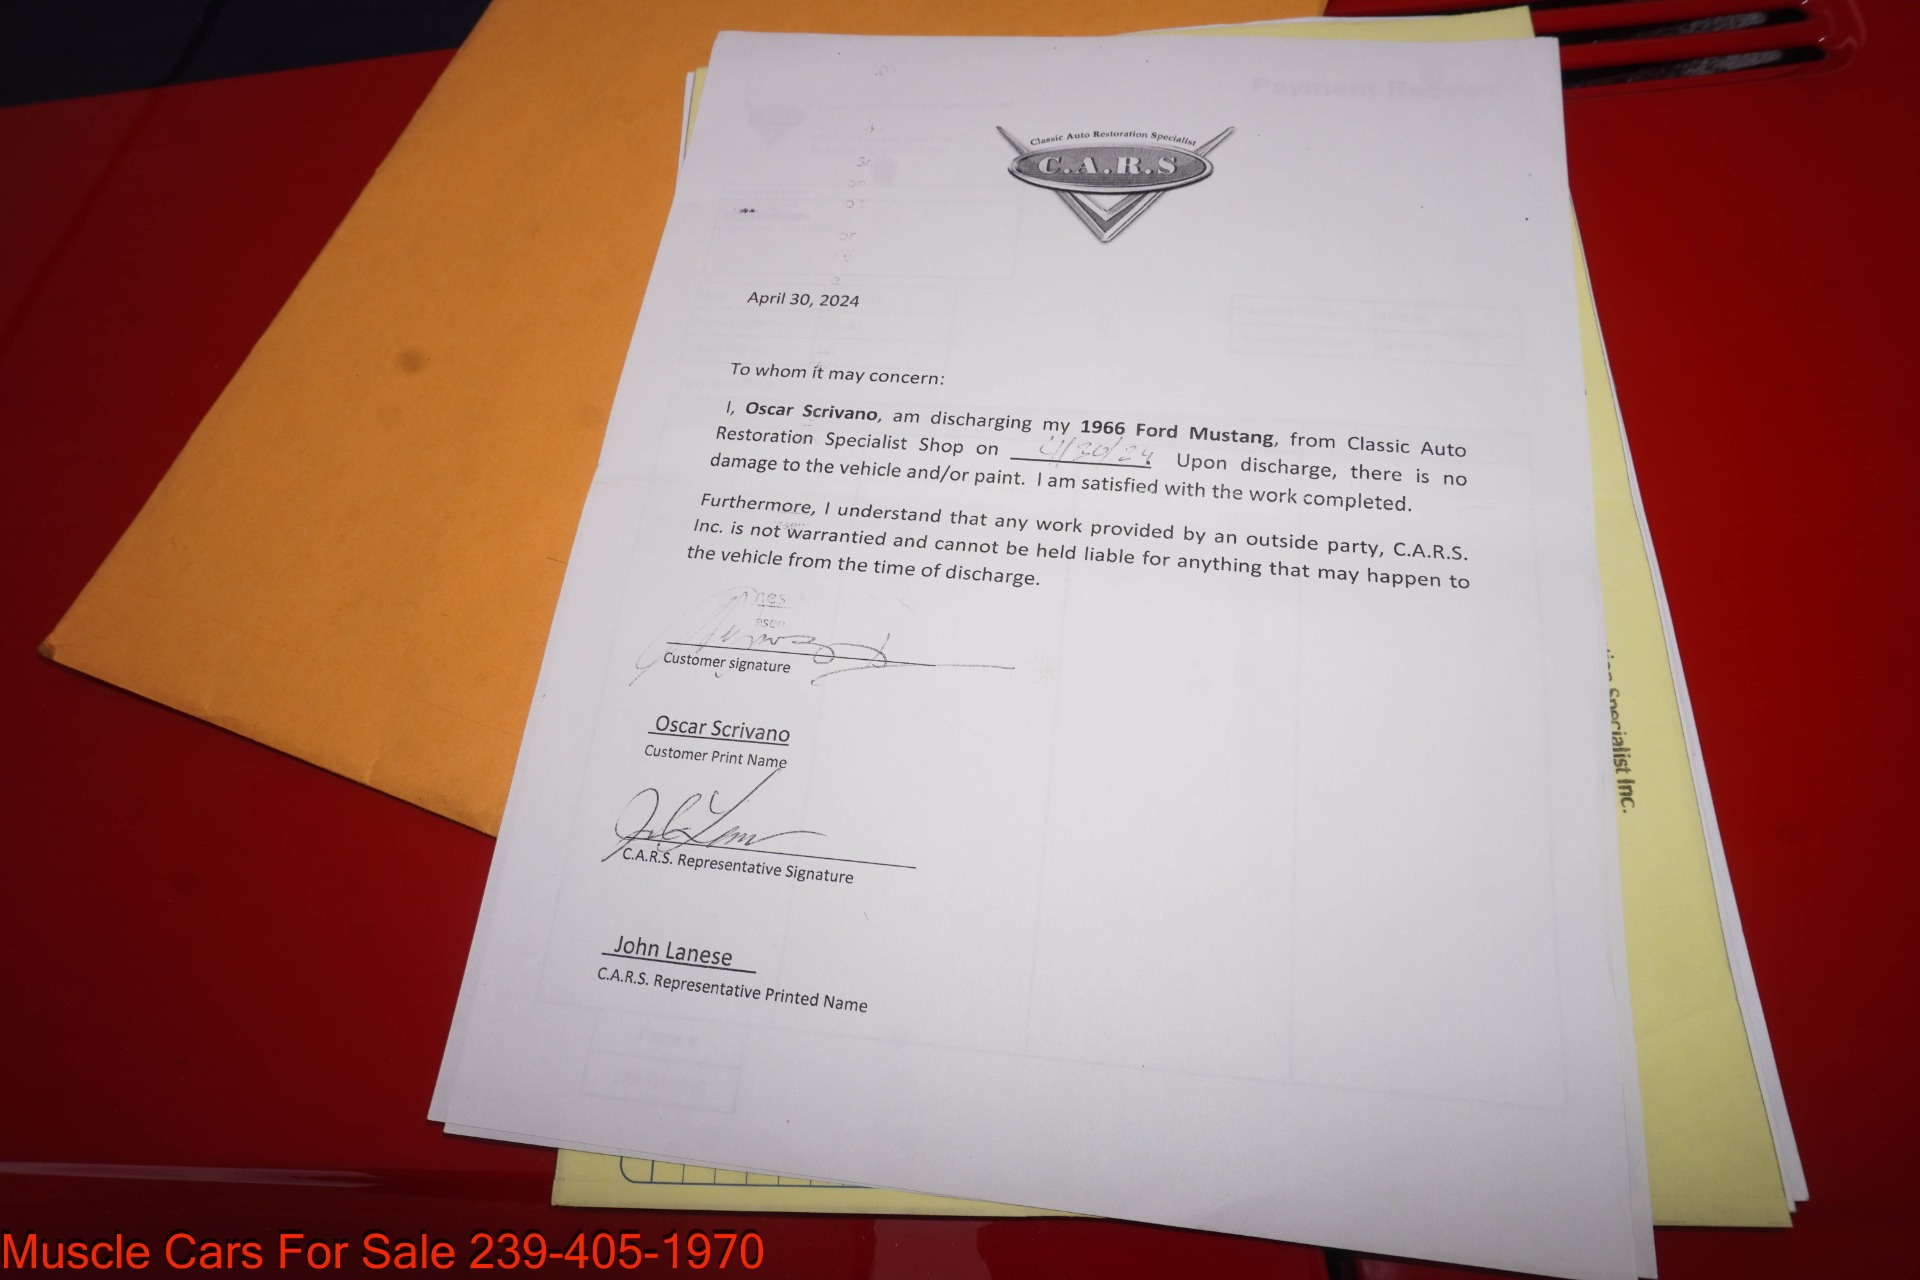 Payment Receipt
Classic Auto Restoration Specialist
C.A.R.S
April 30, 2024
To whom it may concern:
I, Oscar Scrivano, am discharging my 1966 Ford Mustang, from Classic Auto
Restoration Specialist Shop on 4/30/24. Upon discharge, there is no
damage to the vehicle and/or paint. I am satisfied with the work completed.
Furthermore, I understand that any work provided by an outside party, C.A.R.S.
Inc. is not warrantied and cannot be held liable for anything that may happen to
the vehicle from the time of discharge.
Customer signature
Oscar Scrivano
Customer Print Name
C.A.R.S. Representative Signature
John Lanese
C.A.R.S. Representative Printed Name
Specialist Inc.
Muscle Cars For Sale 239-405-1970